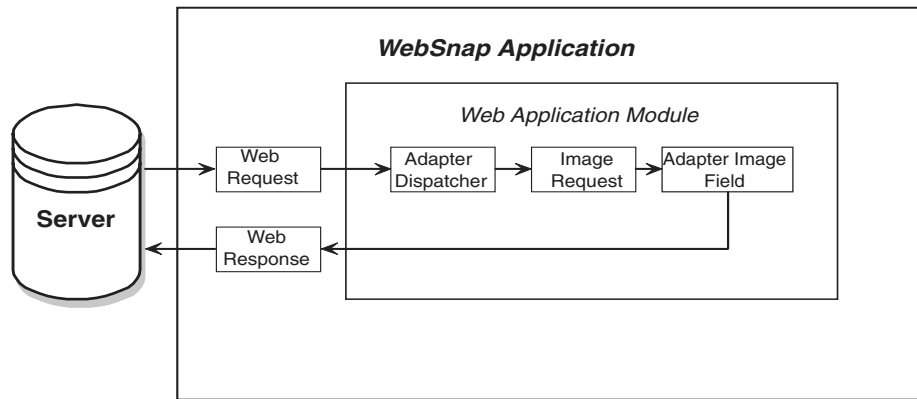 WebSnap Application
Web Application Module
Web
Request
Adapter
Dispatcher
Image
Request
Adapter Image
Field
Server
Web
Response